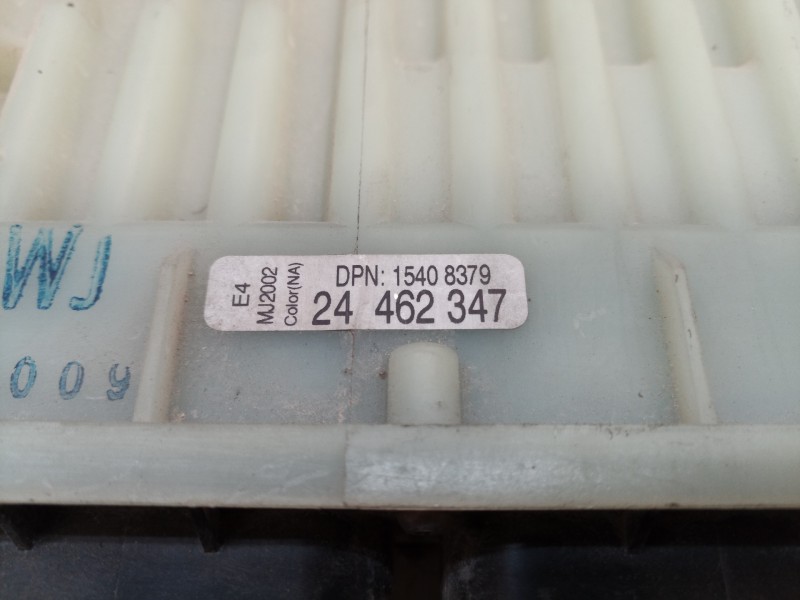 WJ
009
E4
MJ2002
Color(NA)
DPN: 1540 8379
24 462 347